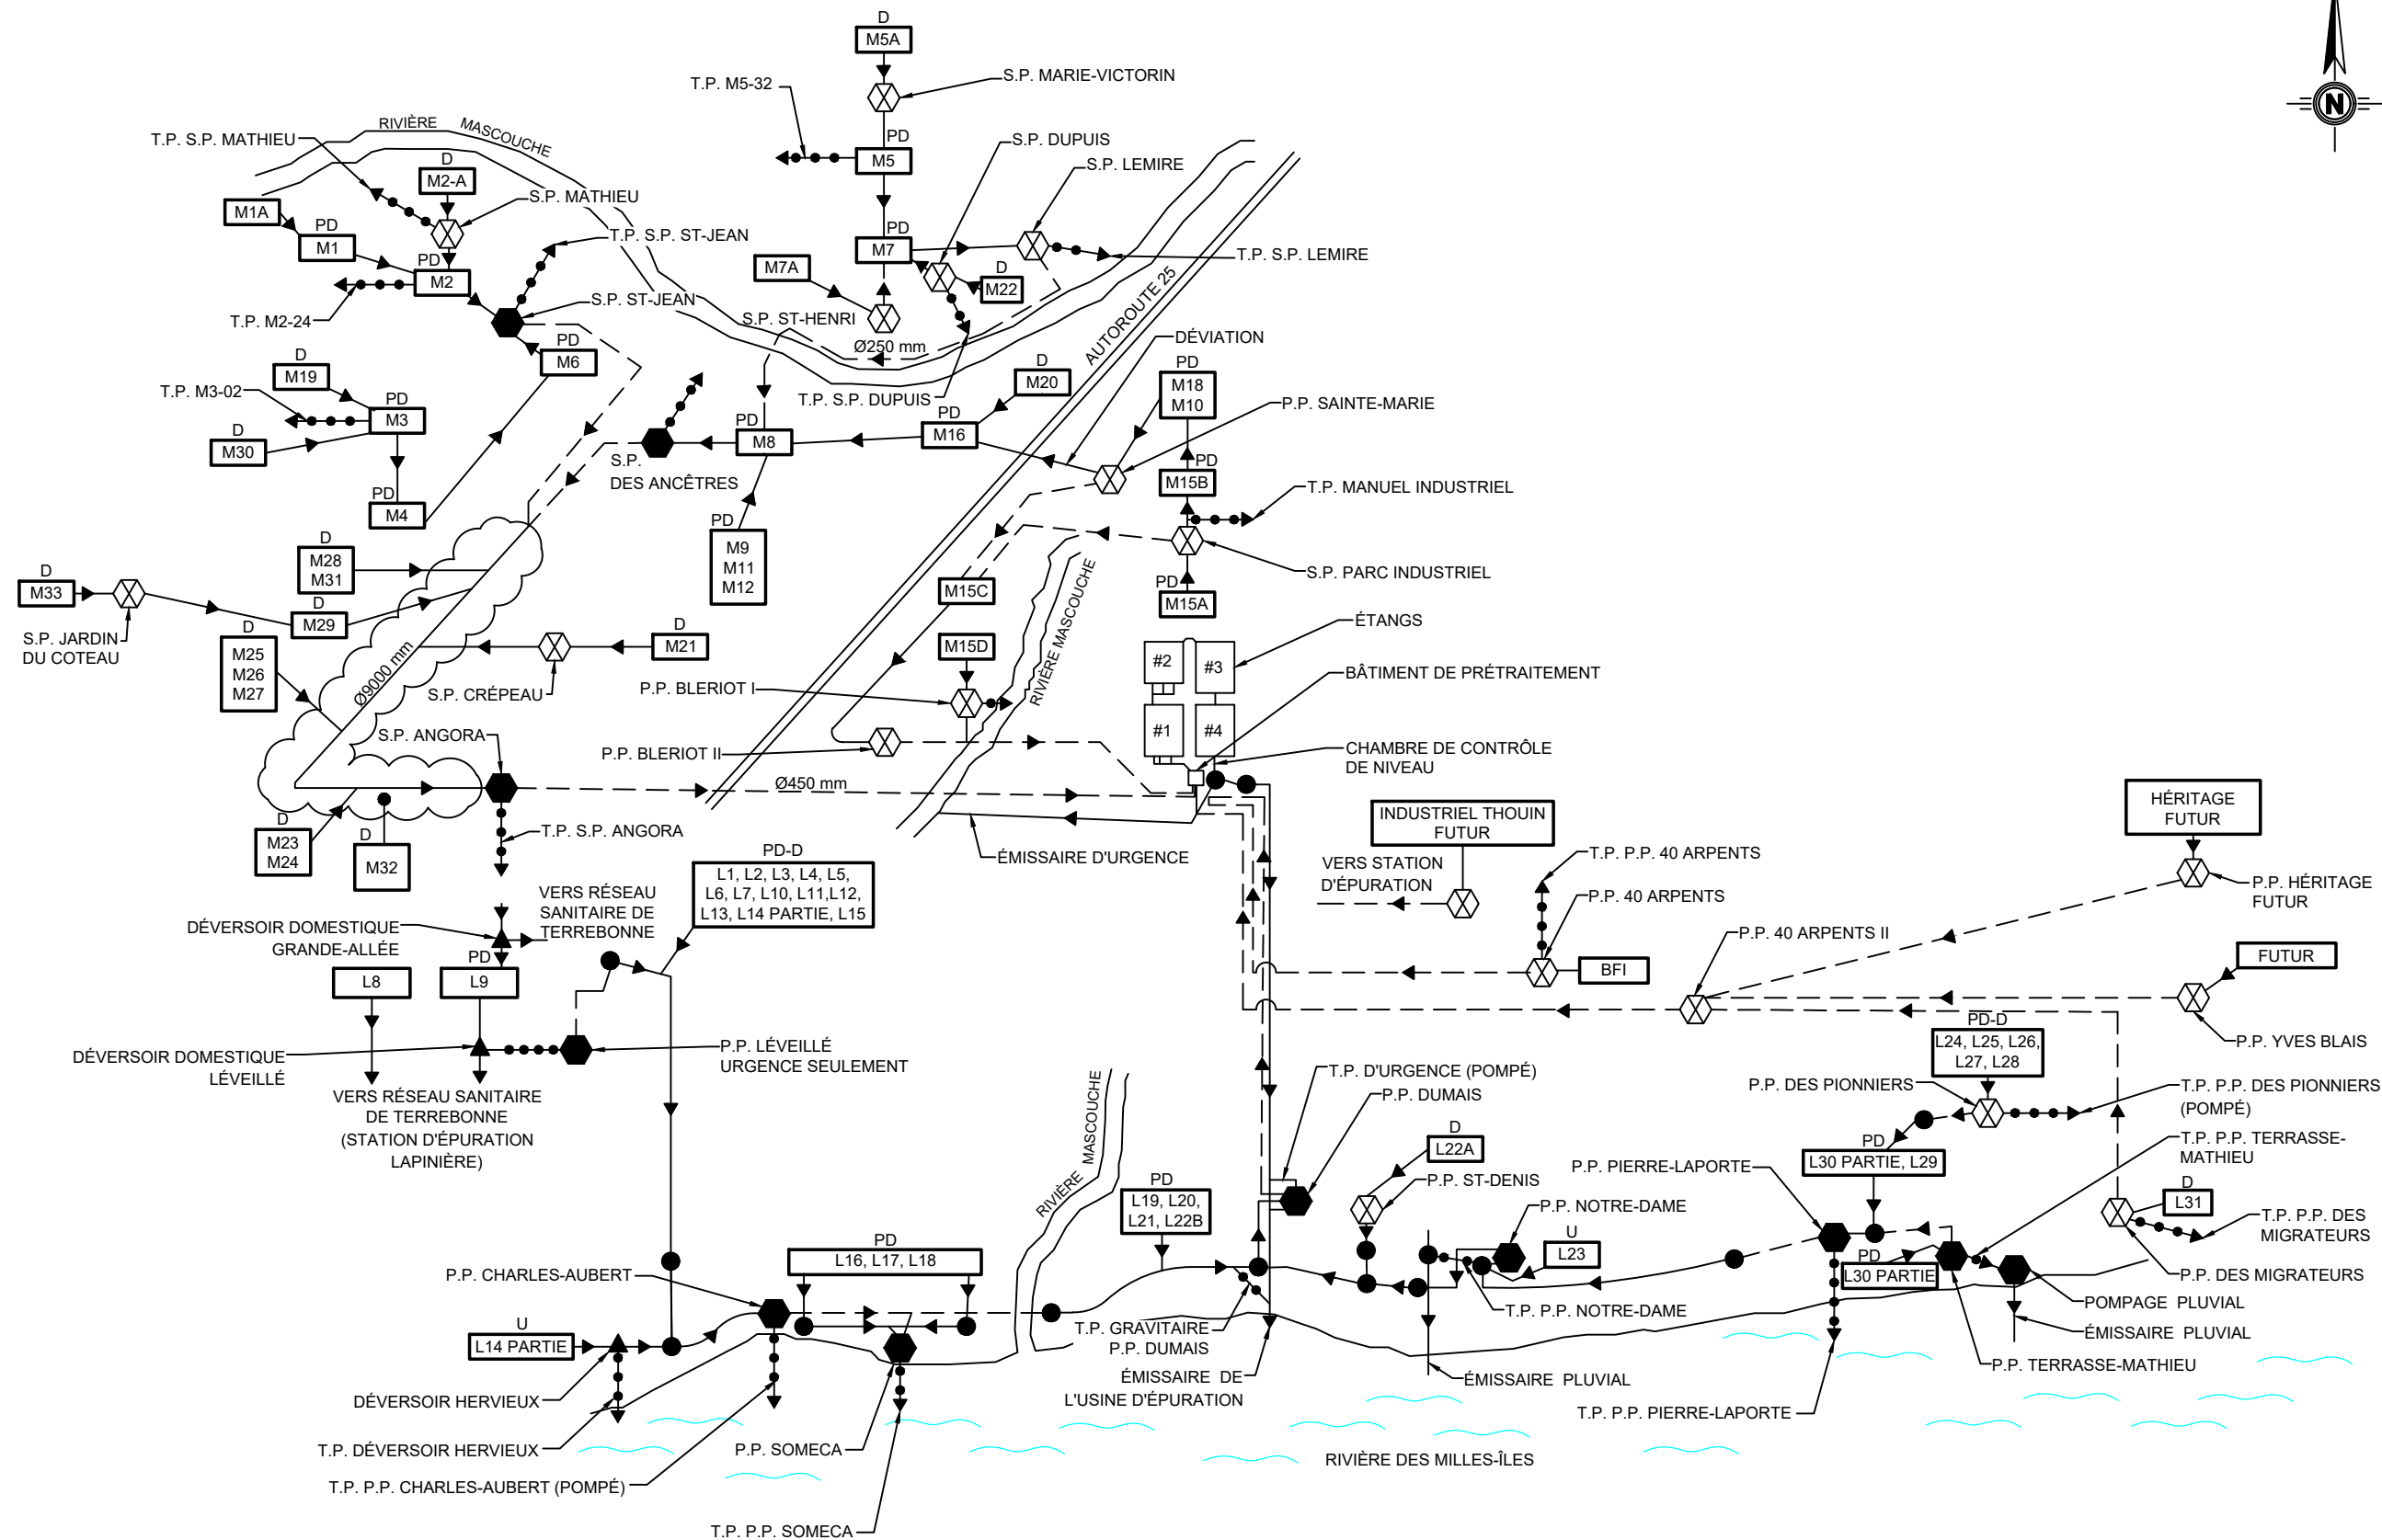 D
M5A
S.P. MARIE-VICTORIN
T.P. M5-32
PD
M5
N
RIVIÈRE
MASCOUCHE
T.P. S.P. MATHIEU
D
M2-A
S.P. MATHIEU
S.P. DUPUIS
S.P. LEMIRE
M1A
PD
M1
PD
M2
T.P. S.P. ST-JEAN
PD
M7
M7A
D
M22
T.P. S.P. LEMIRE
T.P. M2-24
S.P. ST-JEAN
S.P. ST-HENRI
Ø250 mm
AUTOROUTE 25
DÉVIATION
PD
M6
D
M19
T.P. M3-02
PD
M3
D
M30
PD
M4
T.P. S.P. DUPUIS
D
M20
PD
M18
M10
P.P. SAINTE-MARIE
PD
M16
PD
M8
S.P.
DES ANCÊTRES
PD
M15B
T.P. MANUEL INDUSTRIEL
PD
M9
M11
M12
D
M28
M31
D
M33
S.P. JARDIN
DU COTEAU
D
M29
M15C
S.P. PARC INDUSTRIEL
PD
M15A
RIVIÈRE MASCOUCHE
ÉTANGS
D
M25
M26
M27
Ø9000 mm
D
M21
S.P. CRÉPEAU
M15D
P.P. BLERIOT I
#2
#3
#1
#4
BÂTIMENT DE PRÉTRAITEMENT
S.P. ANGORA
P.P. BLERIOT II
CHAMBRE DE CONTRÔLE
DE NIVEAU
Ø450 mm
D
M23
M24
D
M32
T.P. S.P. ANGORA
ÉMISSAIRE D'URGENCE
INDUSTRIEL THOUIN
FUTUR
HÉRITAGE
FUTUR
VERS STATION
D'ÉPURATION
T.P. P.P. 40 ARPENTS
P.P. 40 ARPENTS
P.P. HÉRITAGE
FUTUR
PD-D
L1, L2, L3, L4, L5,
L6, L7, L10, L11,L12,
L13, L14 PARTIE, L15
VERS RÉSEAU
SANITAIRE DE
TERREBONNE
DÉVERSOIR DOMESTIQUE
GRANDE-ALLÉE
P.P. 40 ARPENTS II
BFI
FUTUR
L8
PD
L9
DÉVERSOIR DOMESTIQUE
LÉVEILLÉ
P.P. LÉVEILLÉ
URGENCE SEULEMENT
VERS RÉSEAU SANITAIRE
DE TERREBONNE
(STATION D'ÉPURATION
LAPINIÈRE)
PD-D
L24, L25, L26,
L27, L28
P.P. YVES BLAIS
RIVIÈRE
MASCOUCHE
T.P. D'URGENCE (POMPÉ)
P.P. DUMAIS
P.P. DES PIONNIERS
T.P. P.P. DES PIONNIERS
(POMPÉ)
D
L22A
P.P. ST-DENIS
PD
L30 PARTIE, L29
T.P. P.P. TERRASSE-
MATHIEU
P.P. PIERRE-LAPORTE
PD
L19, L20,
L21, L22B
P.P. NOTRE-DAME
U
L23
D
L31
T.P. P.P. DES
MIGRATEURS
PD
L16, L17, L18
P.P. CHARLES-AUBERT
PD
L30 PARTIE
P.P. DES MIGRATEURS
T.P. P.P. NOTRE-DAME
POMPAGE PLUVIAL
U
L14 PARTIE
T.P. GRAVITAIRE
P.P. DUMAIS
ÉMISSAIRE PLUVIAL
P.P. TERRASSE-MATHIEU
ÉMISSAIRE DE
L'USINE D'ÉPURATION
ÉMISSAIRE PLUVIAL
DÉVERSOIR HERVIEUX
T.P. P.P. PIERRE-LAPORTE
T.P. DÉVERSOIR HERVIEUX
P.P. SOMECA
RIVIÈRE DES MILLES-ÎLES
T.P. P.P. CHARLES-AUBERT (POMPÉ)
T.P. P.P. SOMECA